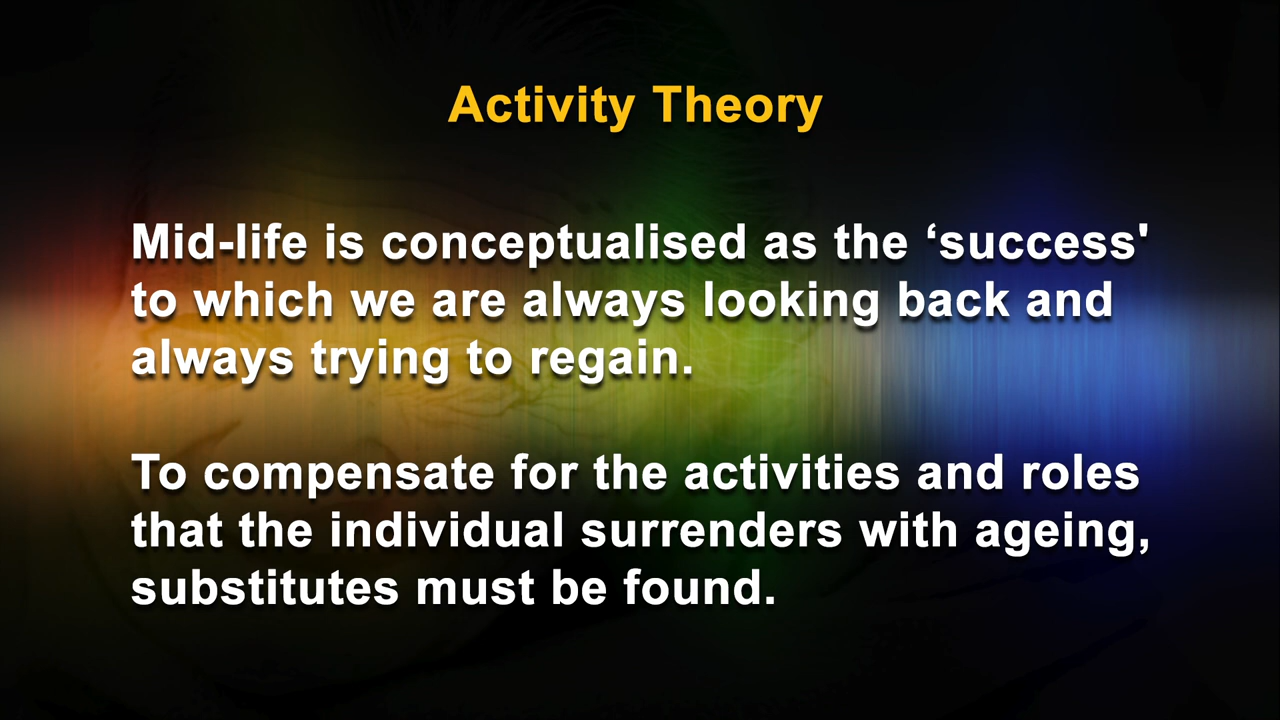 Activity Theory
Mid-life is conceptualised as the ‘success'
to which we are always looking back and
always trying to regain.
To compensate for the activities and roles
that the individual surrenders with ageing,
substitutes must be found.